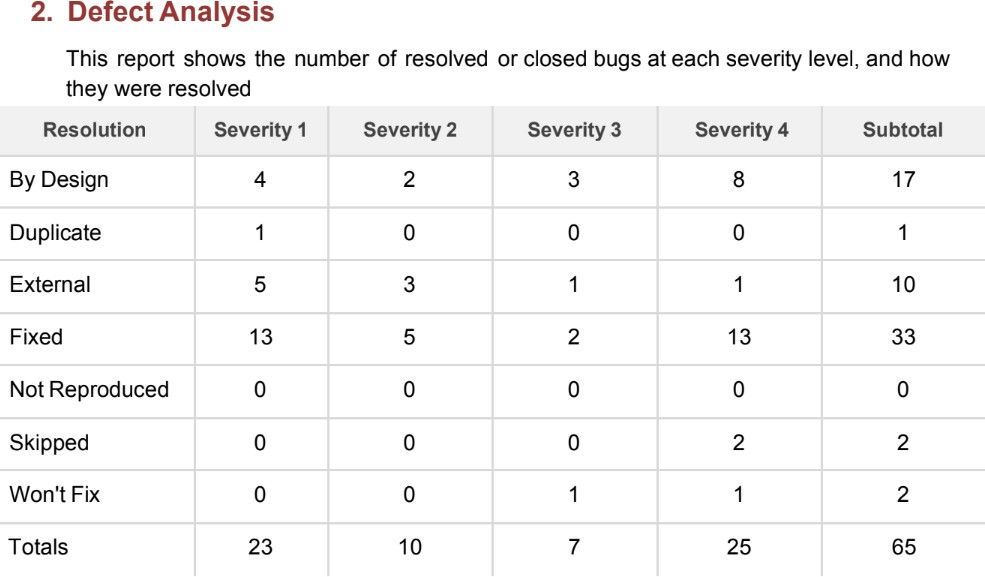 2. Defect Analysis
This report shows the number of resolved or closed bugs at each severity level, and how
they were resolved
Resolution Severity 1 Severity 2 Severity 3 Severity 4 Subtotal
By Design 4 2 3 8 17
Duplicate 1 0 0 0 1
External 5 3 1 1 10
Fixed 13 5 2 13 33
Not Reproduced 0 0 0 0 0
Skipped 0 0 0 2 2
Won't Fix 0 0 1 1 2
Totals 23 10 7 25 65